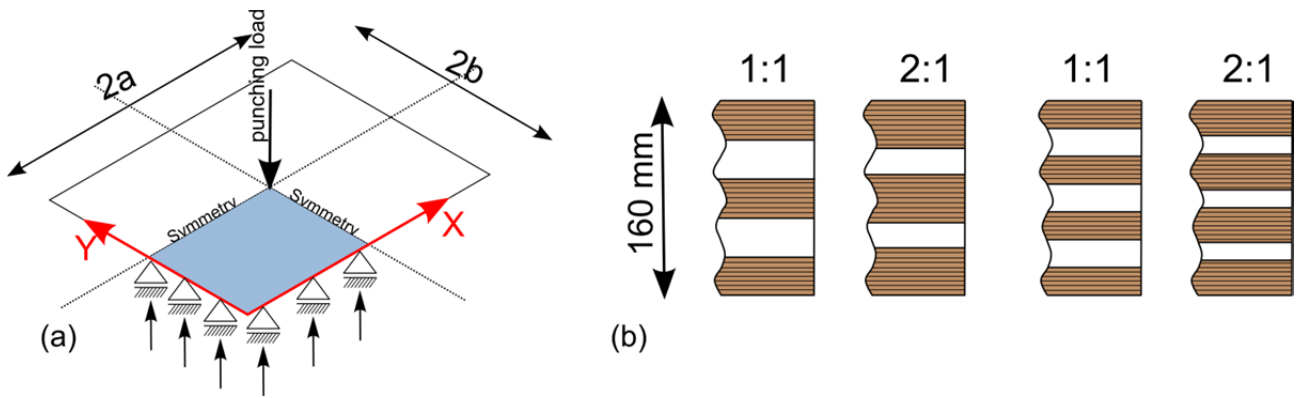 2a
punching load
2b
Symmetry
Symmetry
Y
X
(a)
1:1
2:1
1:1
2:1
160 mm
(b)